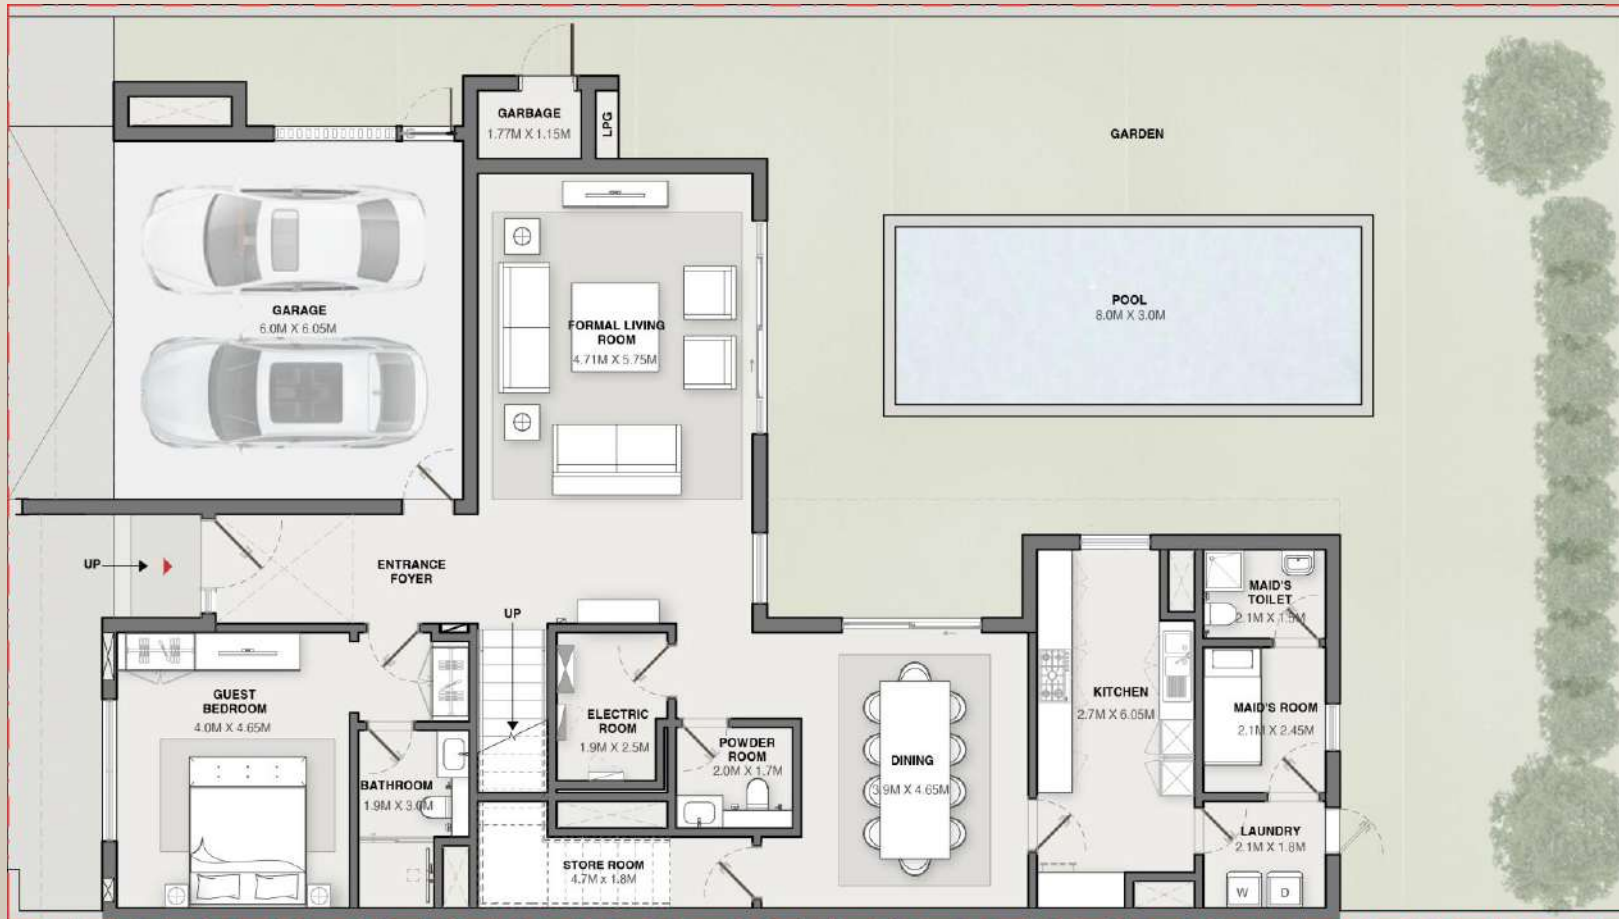 GARBAGE
1.77M X 1.15M
LPG
GARDEN
GARAGE
6.0M X 6.05M
FORMAL LIVING
ROOM
4.71M X 5.75M
POOL
8.0M X 3.0M
UP
ENTRANCE
FOYER
UP
MAID'S
TOILET
2.1M X 1.5M
GUEST
BEDROOM
4.0M X 4.65M
ELECTRIC
ROOM
1.9M X 2.5M
POWDER
ROOM
2.0M X 1.7M
KITCHEN
2.7M X 6.05M
MAID'S ROOM
2.1M X 2.45M
BATHROOM
1.9M X 3.0M
DINING
3.9M X 4.65M
LAUNDRY
2.1M X 1.8M
STORE ROOM
4.7M x 1.8M
W
D